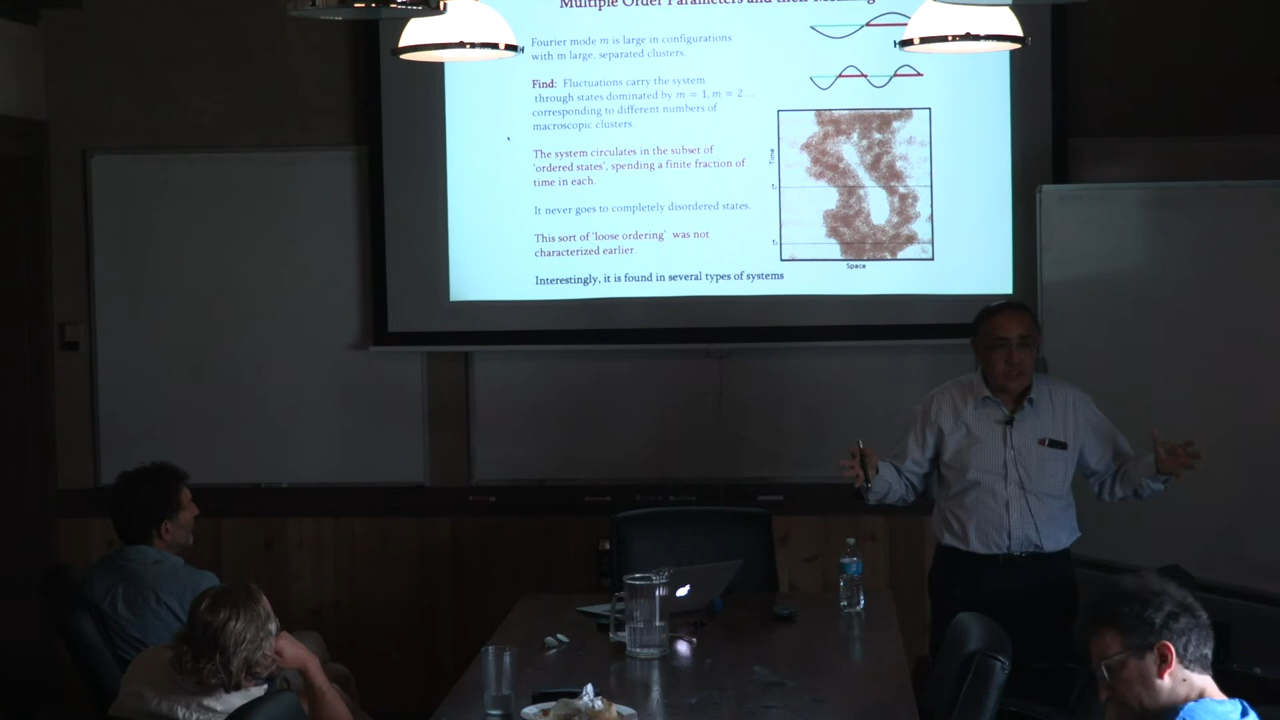 Multiple Order Parameters and their Meaning
Fourier mode m is large in configurations
with m large, separated clusters.
Find: Fluctuations carry the system
through states dominated by m = 1, m = 2 ...
corresponding to different numbers of
macroscopic clusters.
The system circulates in the subset of
'ordered states', spending a finite fraction of
time in each.
It never goes to completely disordered states.
This sort of 'loose ordering' was not
characterized earlier.
Interestingly, it is found in several types of systems
Time
Space